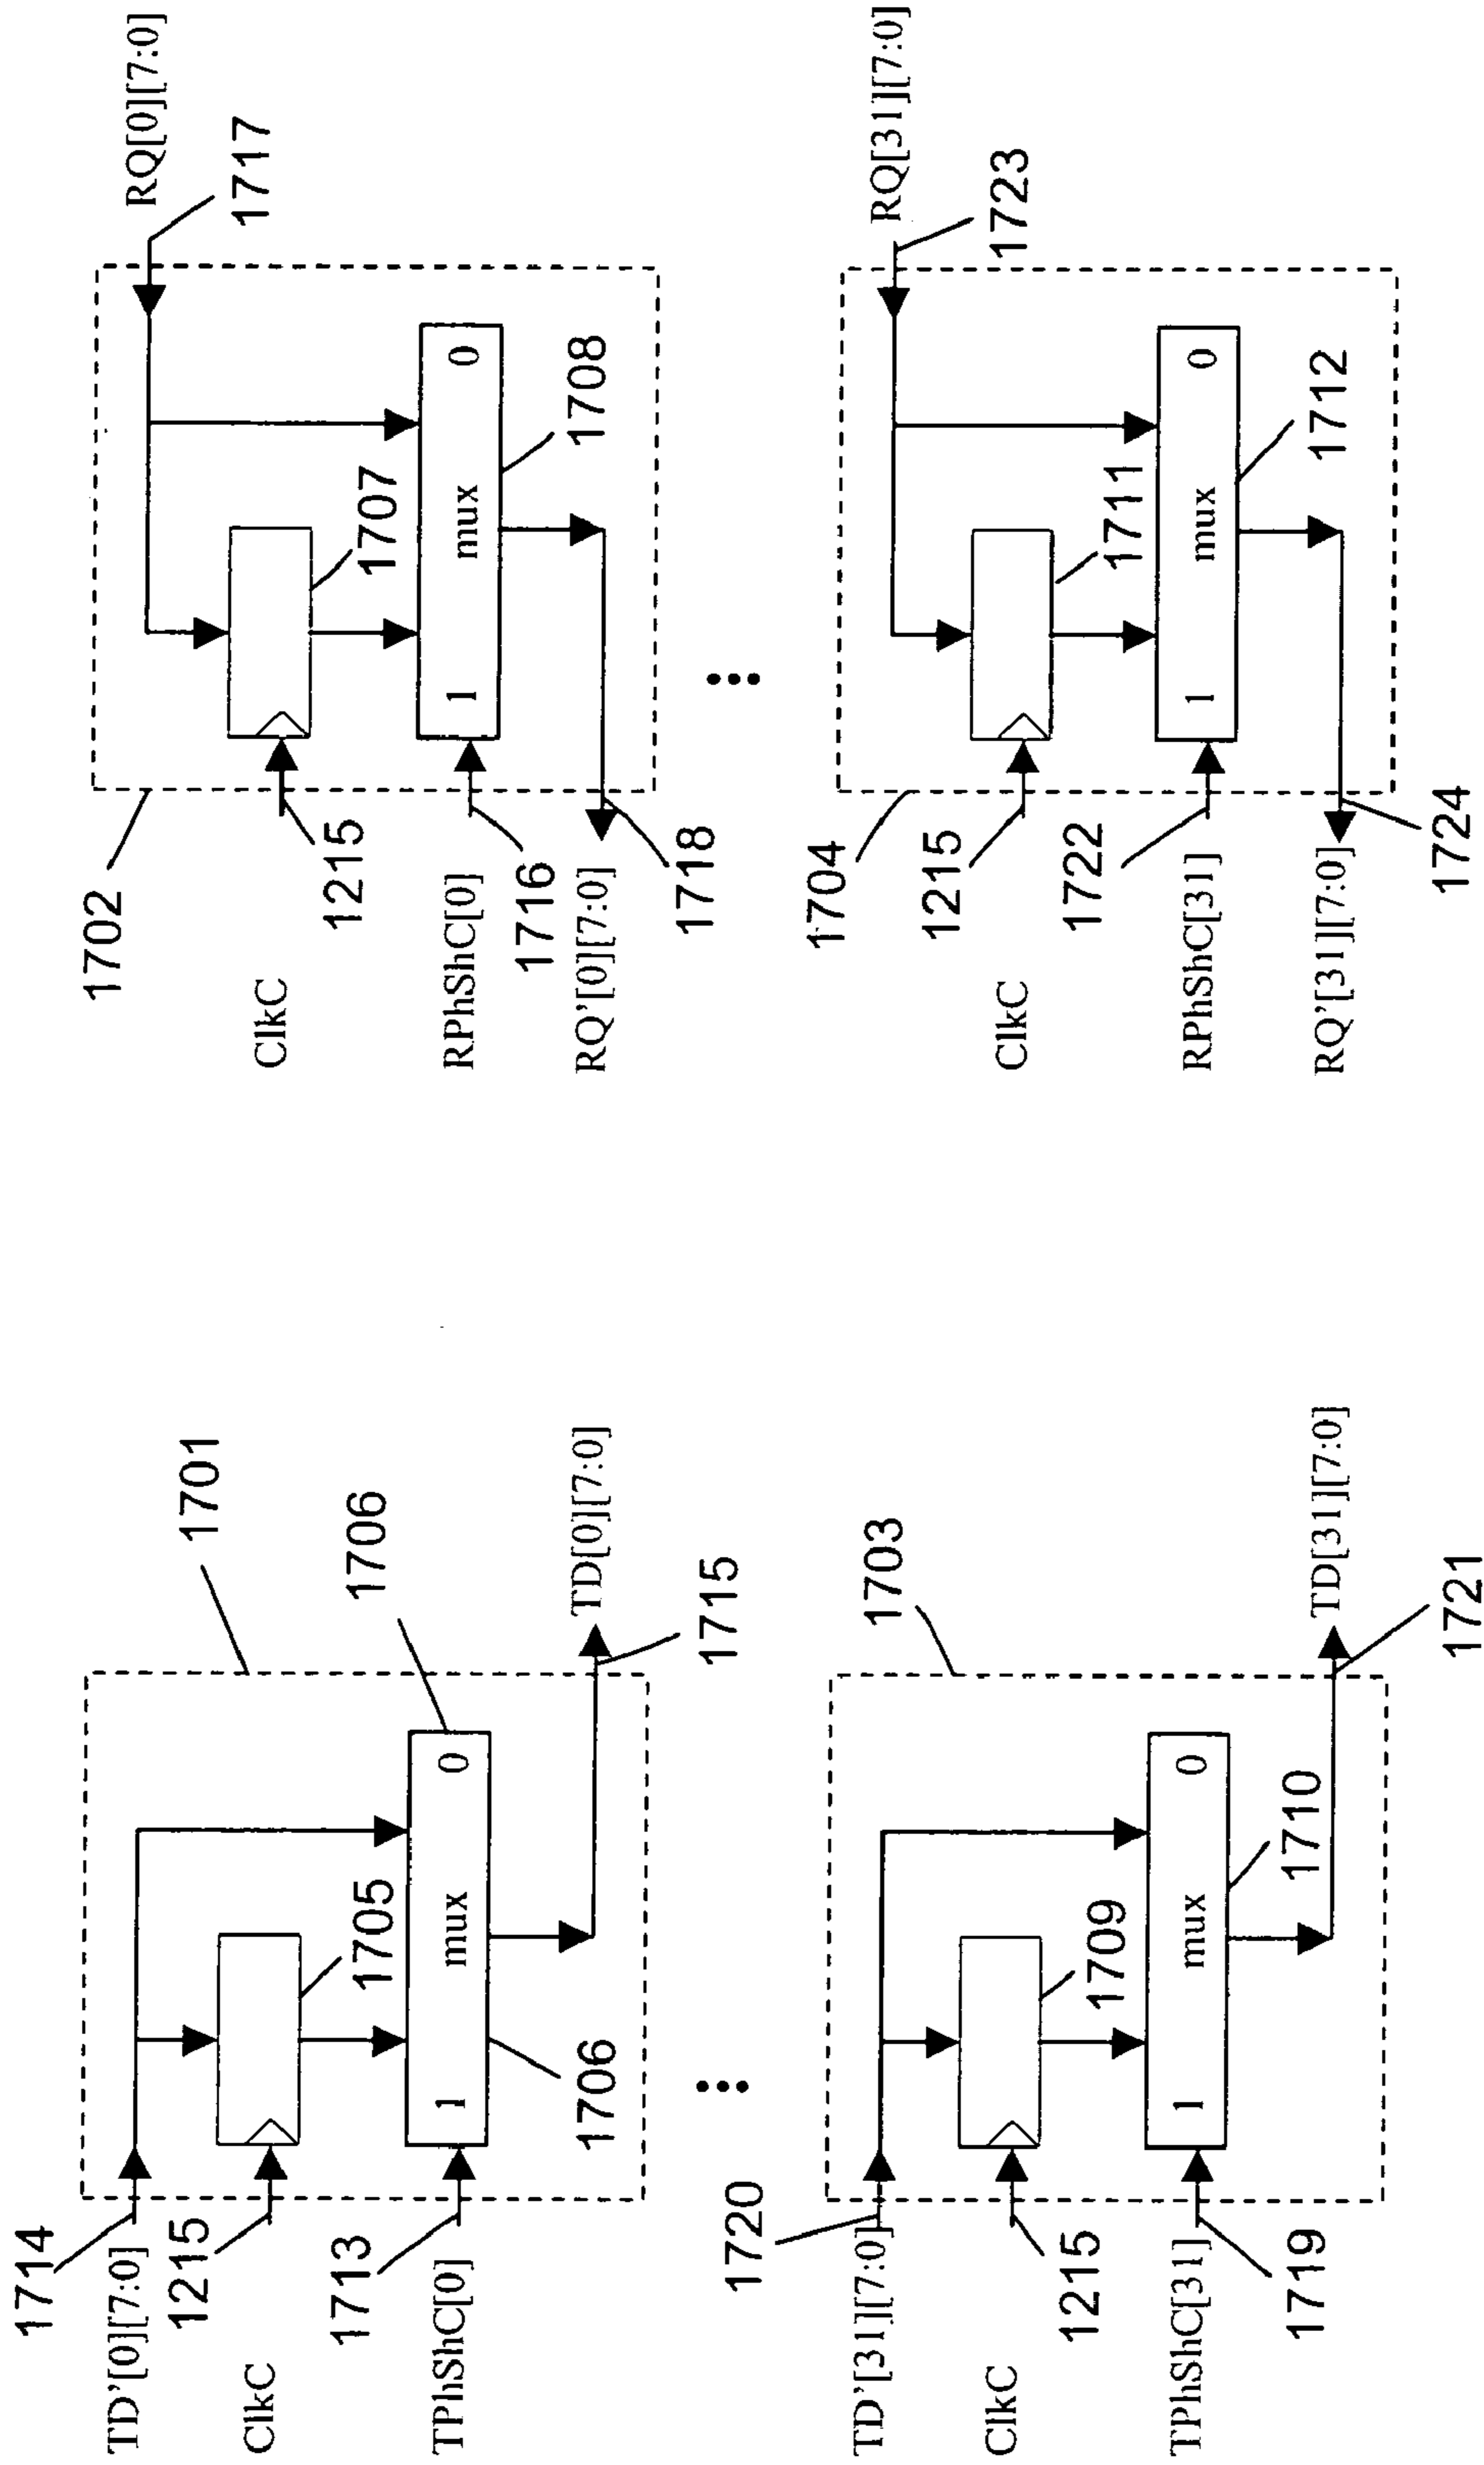 1714
TD'[0][7:0]
1215
ClkC
1713
TPhShC[0]
1705
mux
1 0
1706
1706
1701
TD[0][7:0]
1715
1702
RQ[0][7:0]
1717
1215
ClkC
1707
RPhShC[0]
1716
1 mux 0
1708
RQ'[0][7:0]
1718
1720
TD'[31][7:0]
1215
ClkC
1709
TPhShC[31]
1719
1 mux 0
1710
1703
TD[31][7:0]
1721
1704
RQ[31][7:0]
1723
1215
ClkC
1711
RPhShC[31]
1722
1 mux 0
1712
RQ'[31][7:0]
1724